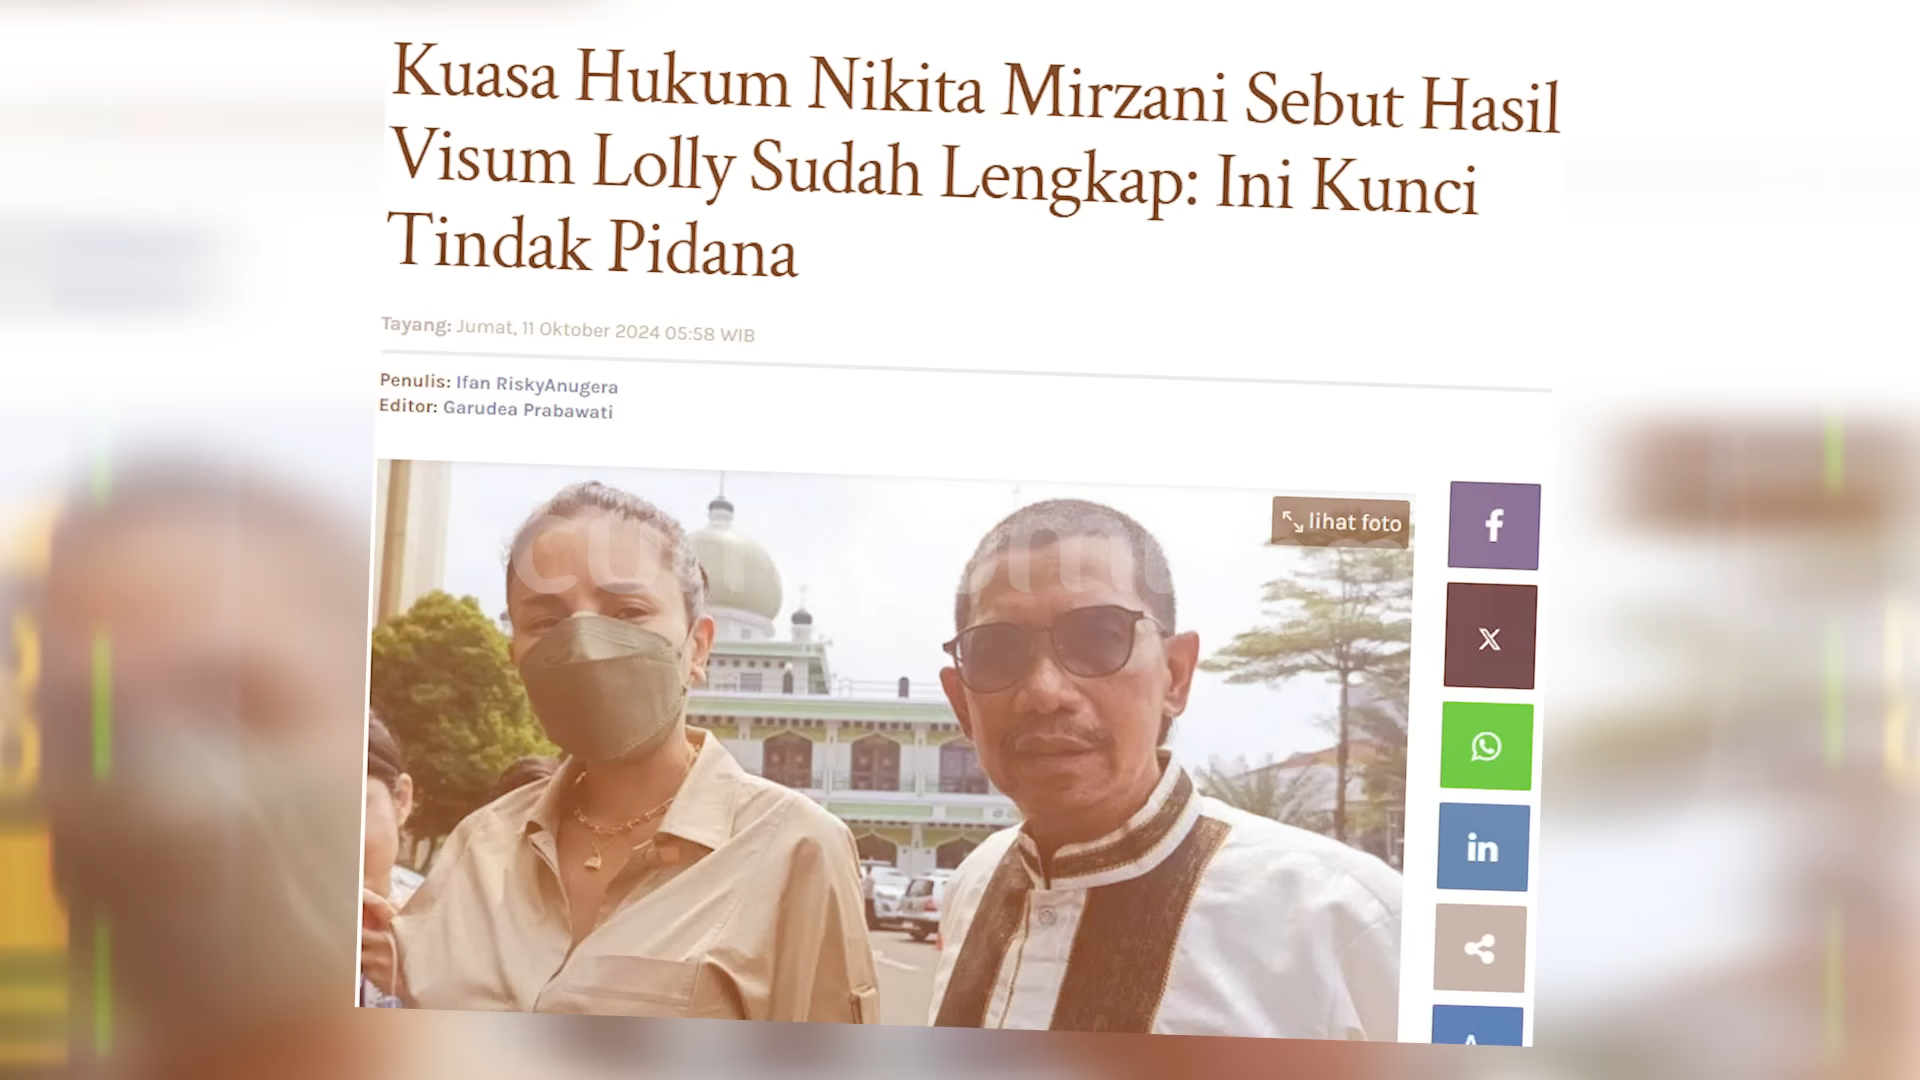 Kuasa Hukum Nikita Mirzani Sebut Hasil
Visum Lolly Sudah Lengkap: Ini Kunci
Tindak Pidana
Tayang: Jumat, 11 Oktober 2024 05:58 WIB
Penulis: Ifan RiskyAnugera
Editor: Garudea Prabawati
lihat foto
f
X
in